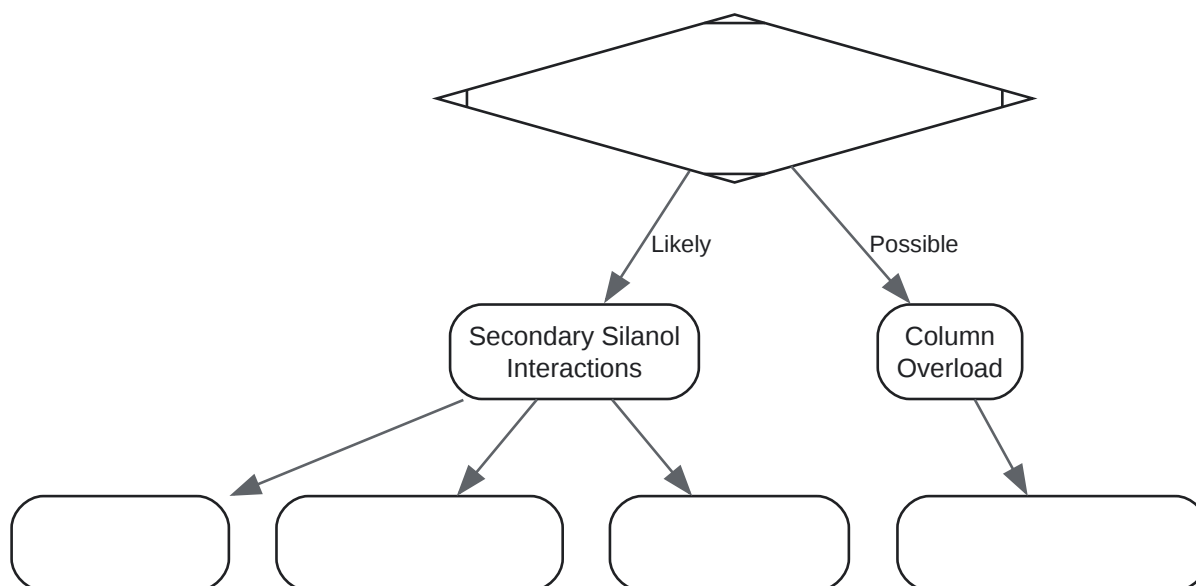 Likely
Possible
Secondary Silanol
Interactions
Column
Overload